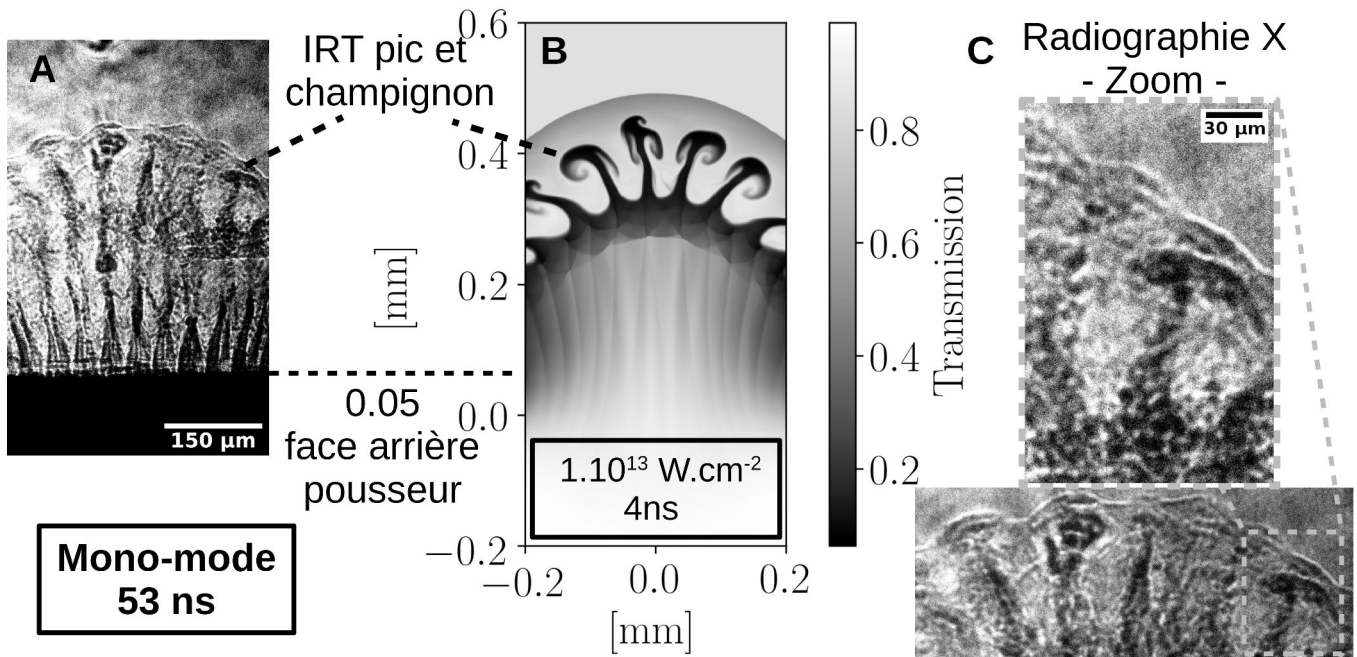 A
150 µm
IRT pic et
champignon
0.05
face arrière
pousseur
Mono-mode
53 ns
B
0.6
0.4
0.2
0.0
−0.2
[mm]
−0.2
0.0
0.2
[mm]
1.10¹³ W.cm⁻²
4ns
0.8
0.6
0.4
0.2
Transmission
C
Radiographie X
- Zoom -
30 µm